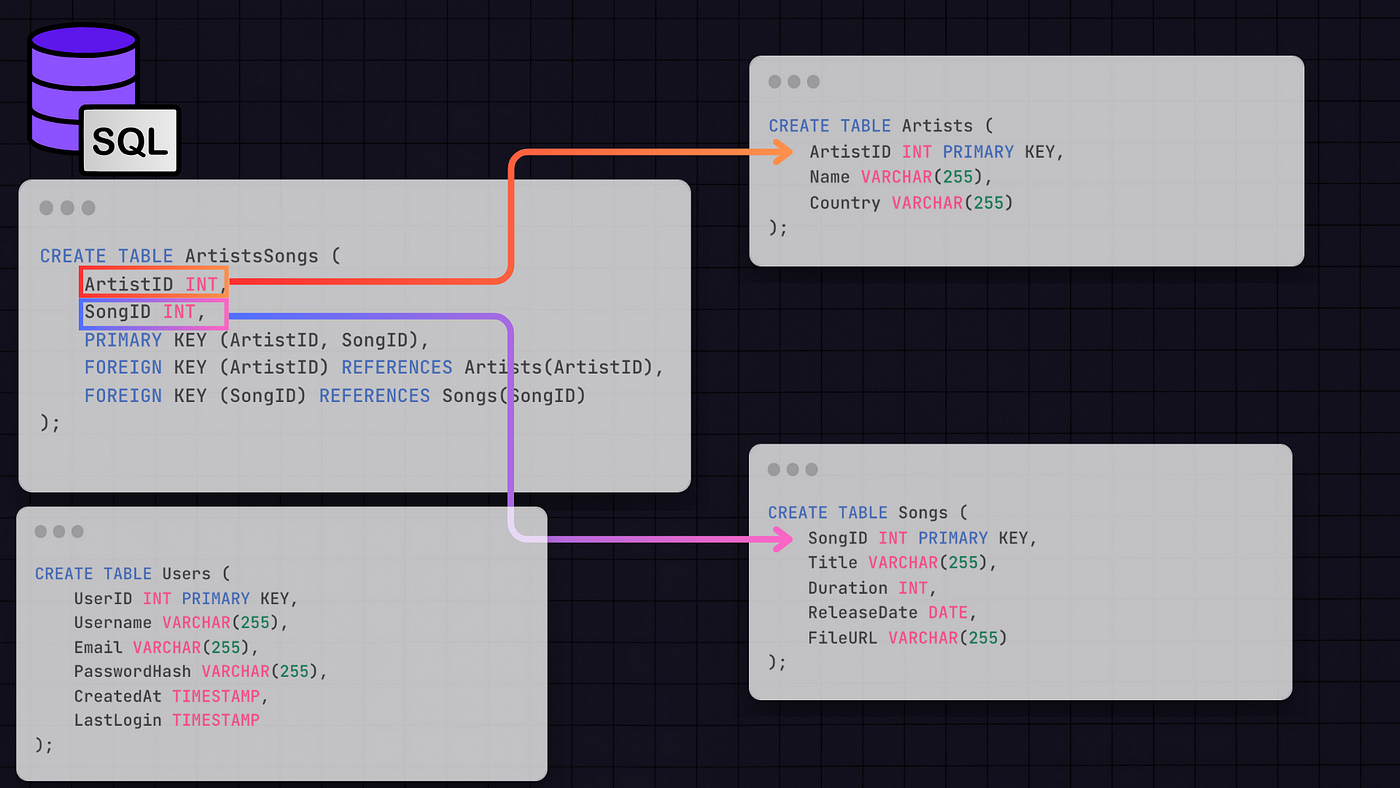 SQL
CREATE TABLE ArtistsSongs (
ArtistID INT,
SongID INT,
PRIMARY KEY (ArtistID, SongID),
FOREIGN KEY (ArtistID) REFERENCES Artists(ArtistID),
FOREIGN KEY (SongID) REFERENCES Songs(SongID)
);
CREATE TABLE Users (
UserID INT PRIMARY KEY,
Username VARCHAR(255),
Email VARCHAR(255),
PasswordHash VARCHAR(255),
CreatedAt TIMESTAMP,
LastLogin TIMESTAMP
);
CREATE TABLE Artists (
ArtistID INT PRIMARY KEY,
Name VARCHAR(255),
Country VARCHAR(255)
);
CREATE TABLE Songs (
SongID INT PRIMARY KEY,
Title VARCHAR(255),
Duration INT,
ReleaseDate DATE,
FileURL VARCHAR(255)
);